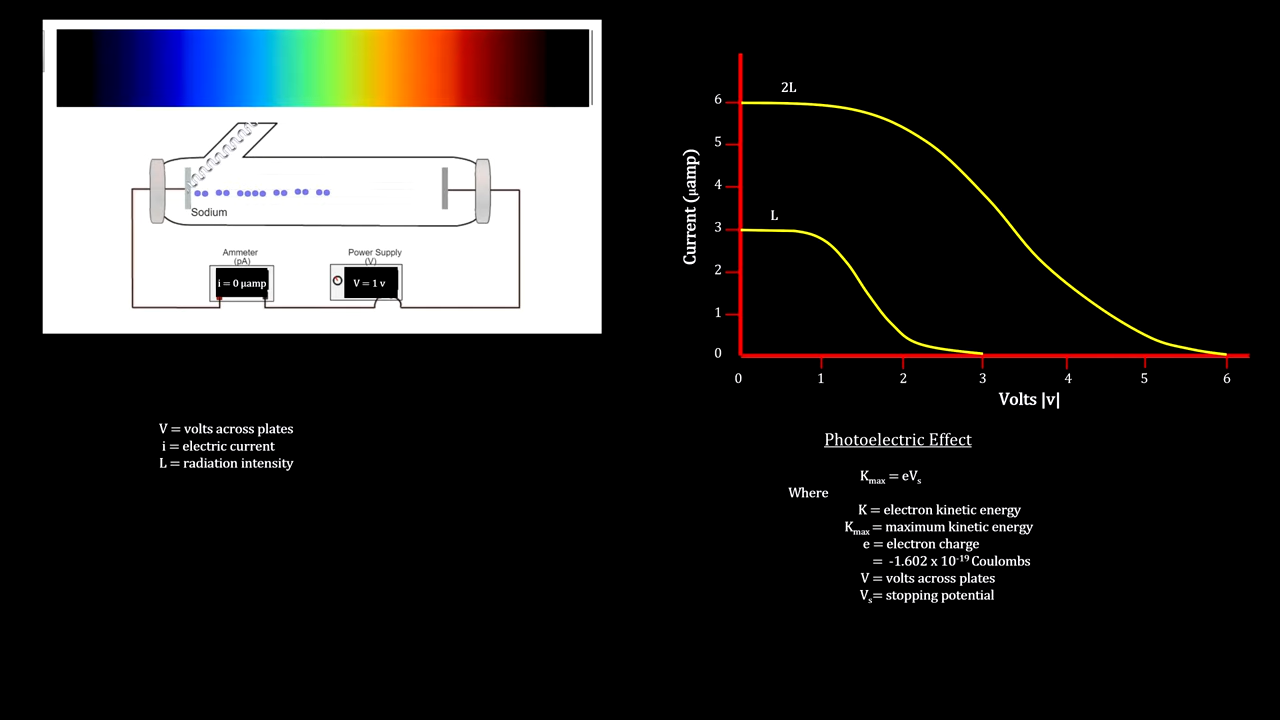 Sodium
Ammeter
(pA)
i = 0 μamp
Power Supply
(V)
V = 1 v
V = volts across plates
i = electric current
L = radiation intensity
2L
L
Current (μamp)
6
5
4
3
2
1
0
0 1 2 3 4 5 6
Volts |v|
Photoelectric Effect
Kmax = eVs
Where
K = electron kinetic energy
Kmax = maximum kinetic energy
e = electron charge
= -1.602 x 10⁻¹⁹ Coulombs
V = volts across plates
Vs = stopping potential